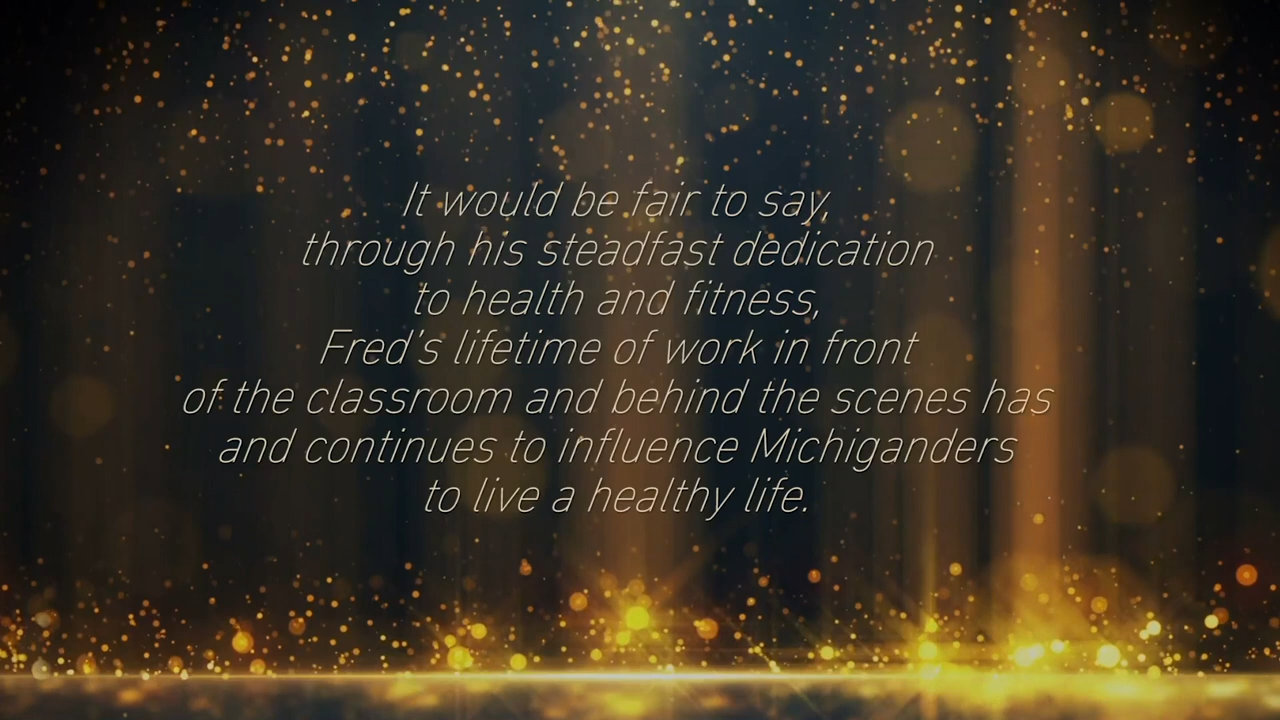 It would be fair to say,
through his steadfast dedication
to health and fitness,
Fred's lifetime of work in front
of the classroom and behind the scenes has
and continues to influence Michiganders
to live a healthy life.